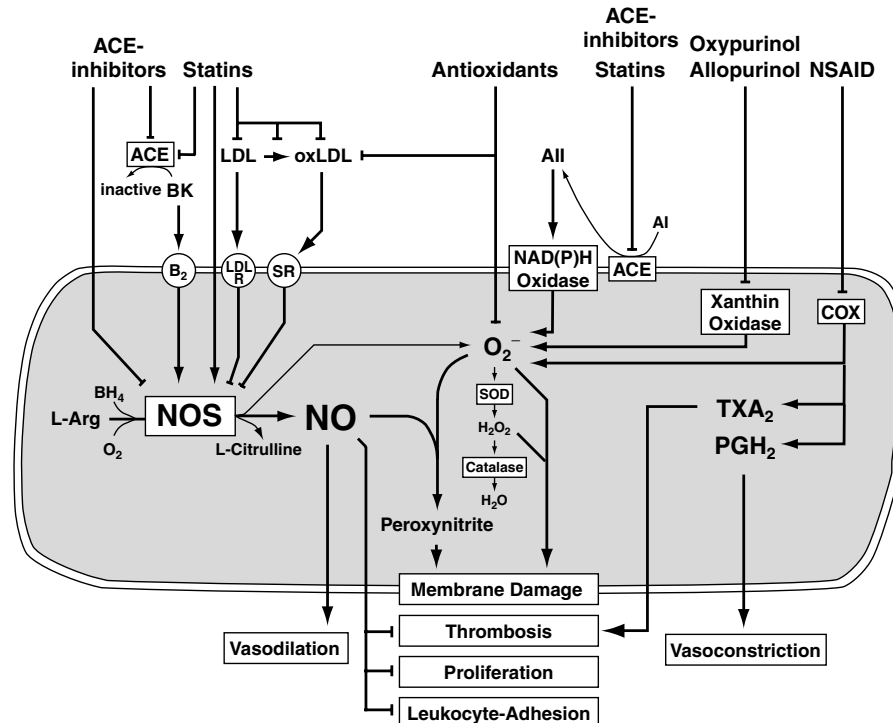 ACE-
inhibitors
Statins
Antioxidants
ACE-
inhibitors
Statins
Oxypurinol
Allopurinol
NSAID
ACE
LDL
oxLDL
inactive BK
AII
AI
B2
LDL
R
SR
NAD(P)H
Oxidase
ACE
Xanthin
Oxidase
COX
O2−
BH4
L-Arg
O2
NOS
NO
L-Citrulline
SOD
H2O2
Catalase
H2O
TXA2
PGH2
Peroxynitrite
Membrane Damage
Thrombosis
Vasodilation
Vasoconstriction
Proliferation
Leukocyte-Adhesion